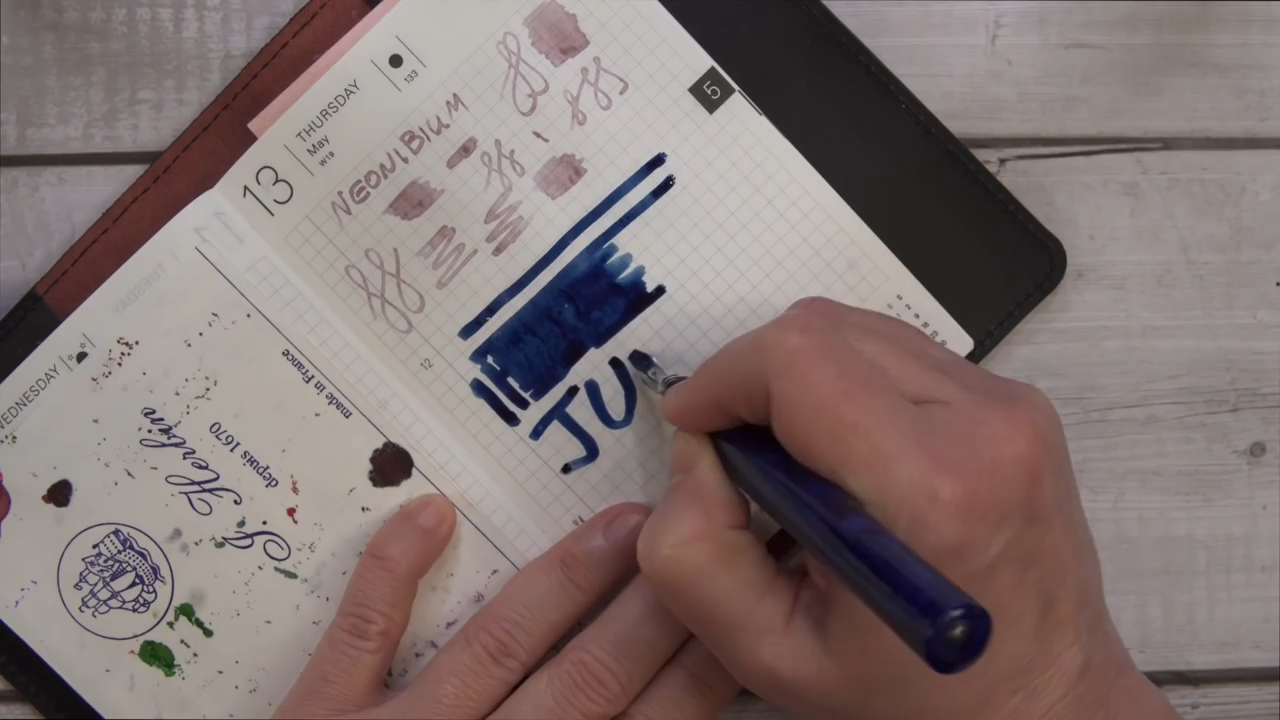 13
THURSDAY
May
W19
133
5
NEONIBIUM
12
JU
WEDNESDAY
made in France
J. Herbin
depuis 1670